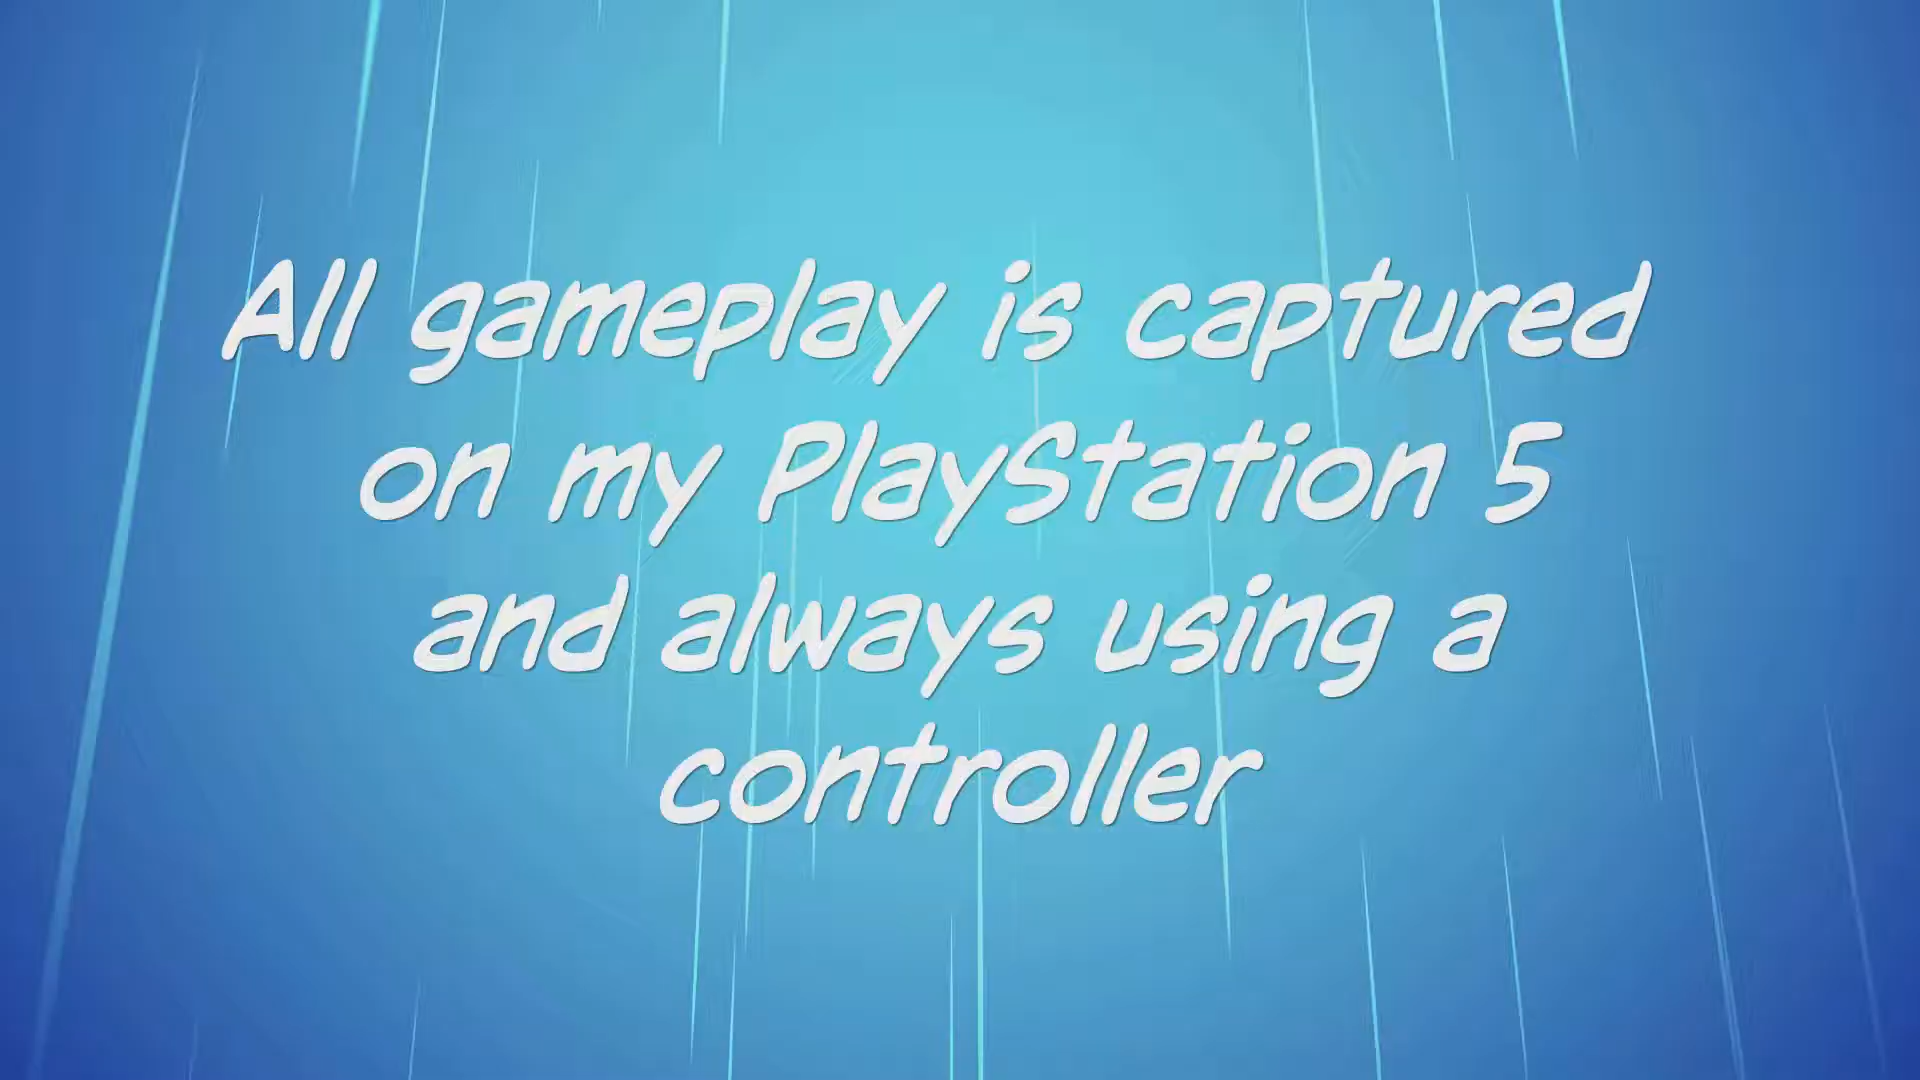 All gameplay is captured
on my PlayStation 5
and always using a
controller